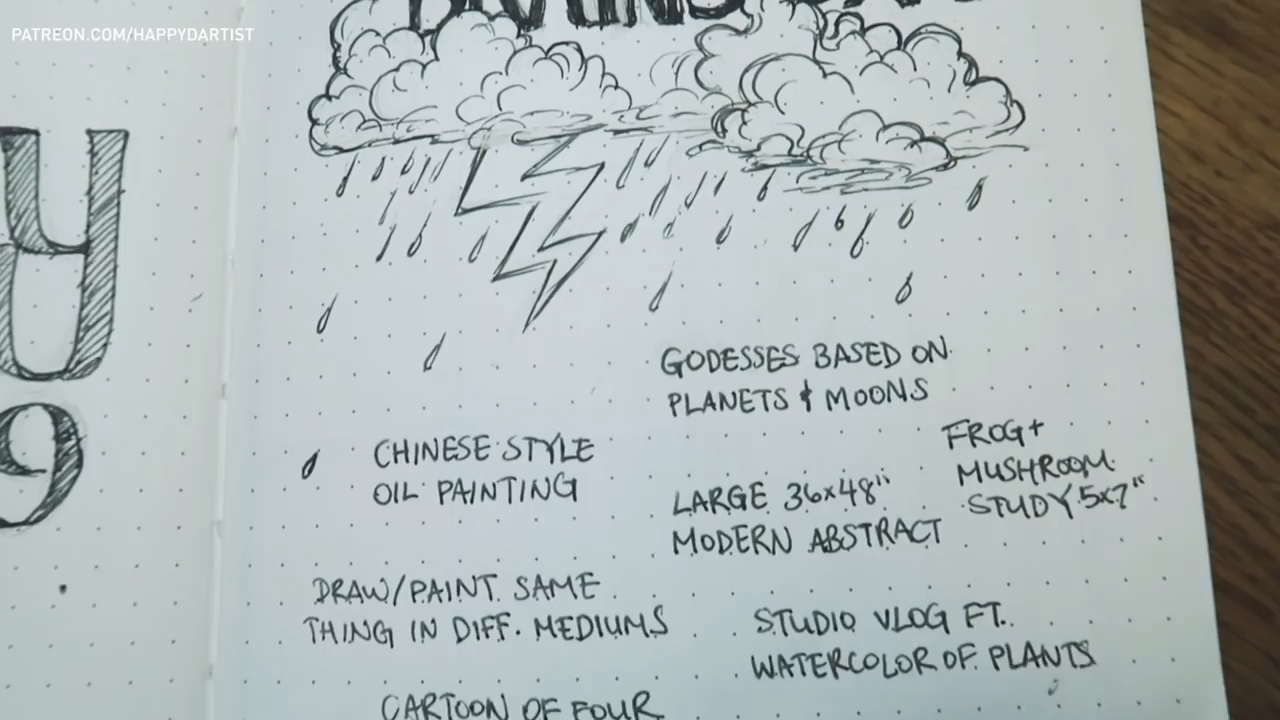 PATREON.COM/HAPPYDARTIST
GODESSES BASED ON
PLANETS & MOONS
CHINESE STYLE
OIL PAINTING
LARGE 36x48"
MODERN ABSTRACT
FROG +
MUSHROOM
STUDY 5x7"
DRAW/PAINT SAME
THING IN DIFF. MEDIUMS
STUDIO VLOG FT.
WATERCOLOR OF PLANTS
CARTOON OF FOUR
9